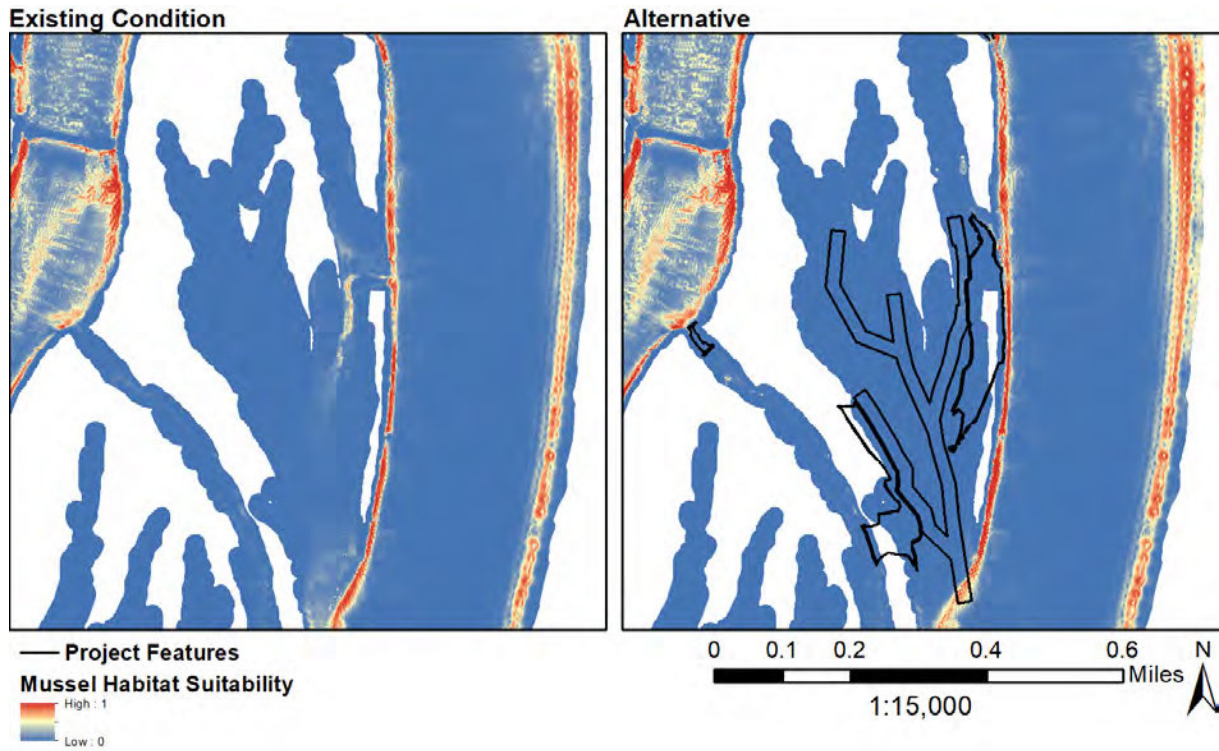 Existing Condition
Alternative
Project Features
Mussel Habitat Suitability
High : 1
Low : 0
0 0.1 0.2 0.4 0.6
Miles
N
1:15,000